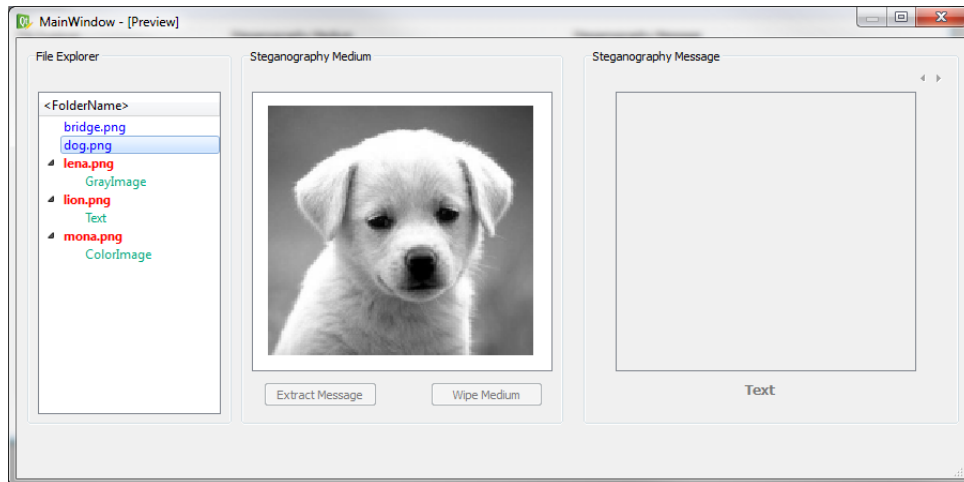 MainWindow - [Preview]
File Explorer
<FolderName>
bridge.png
dog.png
lena.png
GrayImage
lion.png
Text
mona.png
ColorImage
Steganography Medium
Extract Message
Wipe Medium
Steganography Message
Text